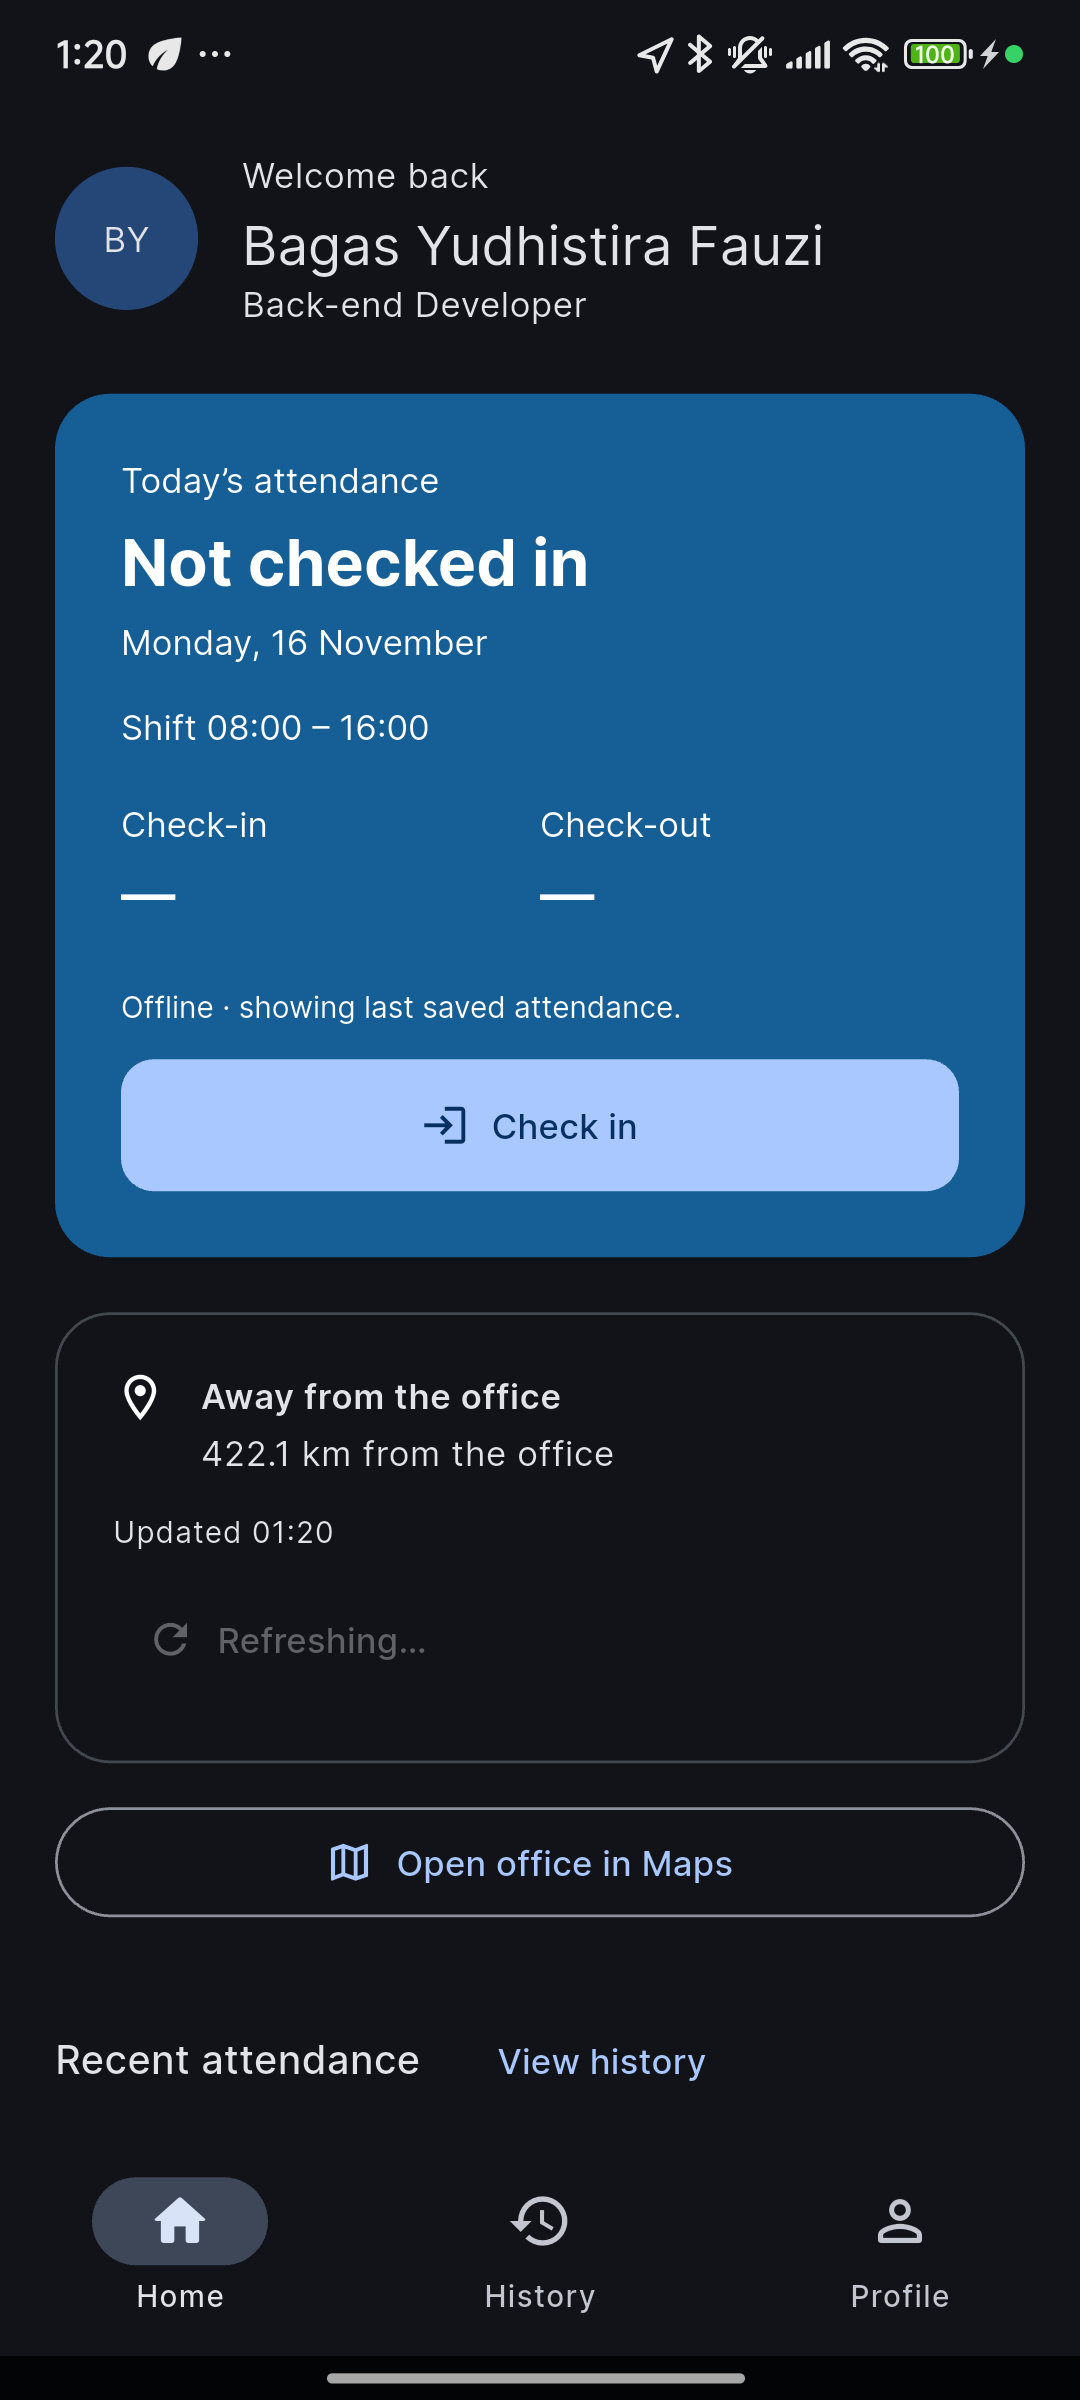 1:20
100
BY
Welcome back
Bagas Yudhistira Fauzi
Back-end Developer
Today’s attendance
Not checked in
Monday, 16 November
Shift 08:00 – 16:00
Check-in Check-out
— —
Offline · showing last saved attendance.
Check in
Away from the office
422.1 km from the office
Updated 01:20
Refreshing...
Open office in Maps
Recent attendance View history
Home History Profile